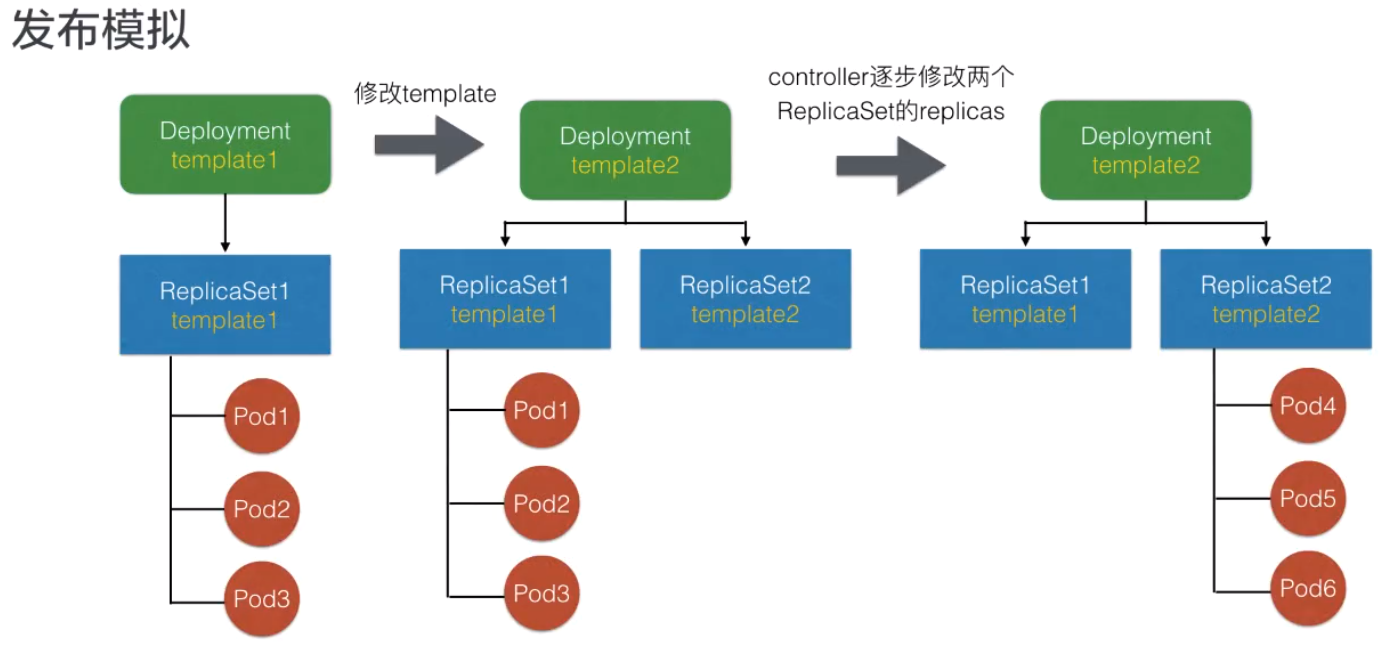 发布模拟
Deployment
template1
ReplicaSet1
template1
Pod1
Pod2
Pod3
修改template
Deployment
template2
ReplicaSet1
template1
ReplicaSet2
template2
Pod1
Pod2
Pod3
controller逐步修改两个
ReplicaSet的replicas
Deployment
template2
ReplicaSet1
template1
ReplicaSet2
template2
Pod4
Pod5
Pod6